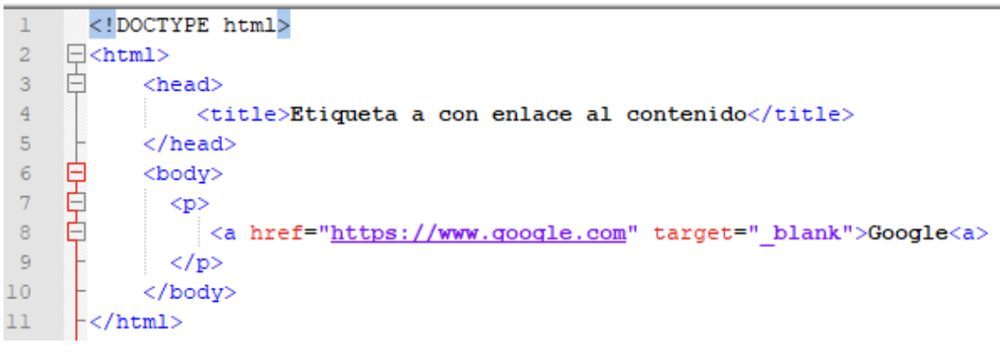 1 <!DOCTYPE html>
2 <html>
3 <head>
4 <title>Etiqueta a con enlace al contenido</title>
5 </head>
6 <body>
7 <p>
8 <a href="https://www.google.com" target="_blank">Google<a>
9 </p>
10 </body>
11 </html>